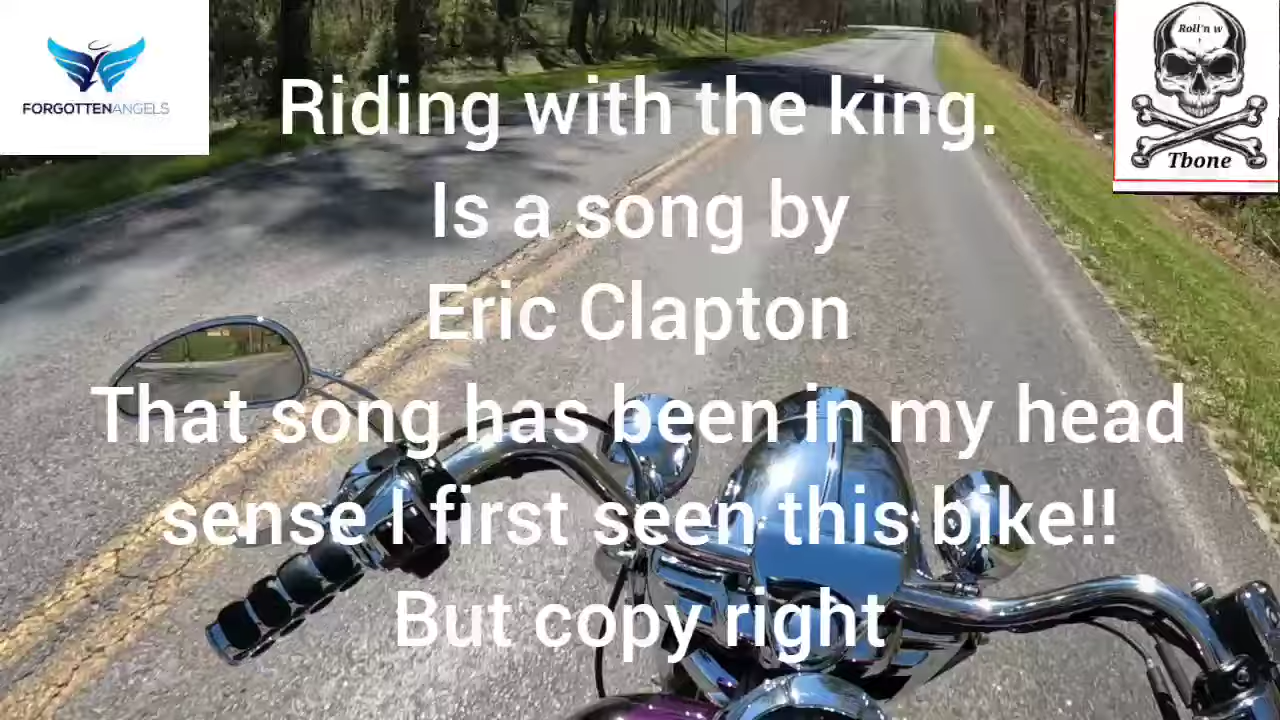 FORGOTTENANGELS
Roll'n w
Tbone
Riding with the king.
Is a song by
Eric Clapton
That song has been in my head
sense I first seen this bike!!
But copy right